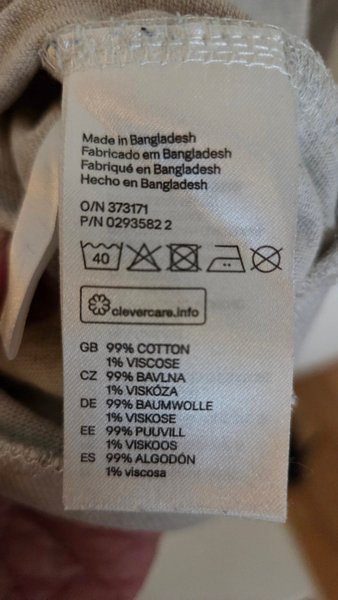 Made in Bangladesh
Fabricado em Bangladesh
Fabriqué en Bangladesh
Hecho en Bangladesh
O/N 373171
P/N 0293582 2
40
clevercare.info
GB 99% COTTON
1% VISCOSE
CZ 99% BAVLNA
1% VISKÓZA
DE 99% BAUMWOLLE
1% VISKOSE
EE 99% PUUVILL
1% VISKOOS
ES 99% ALGODÓN
1% viscosa